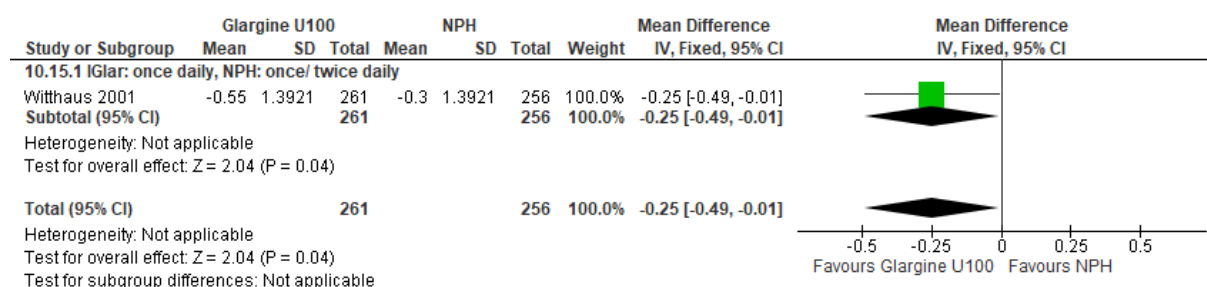 Glargine U100 NPH Mean Difference Mean Difference
Study or Subgroup Mean SD Total Mean SD Total Weight IV, Fixed, 95% CI IV, Fixed, 95% CI
10.15.1 IGlar: once daily, NPH: once/ twice daily
Witthaus 2001 -0.55 1.3921 261 -0.3 1.3921 256 100.0% -0.25 [-0.49, -0.01]
Subtotal (95% CI) 261 256 100.0% -0.25 [-0.49, -0.01]
Heterogeneity: Not applicable
Test for overall effect: Z = 2.04 (P = 0.04)
Total (95% CI) 261 256 100.0% -0.25 [-0.49, -0.01]
Heterogeneity: Not applicable
Test for overall effect: Z = 2.04 (P = 0.04)
Test for subgroup differences: Not applicable
-0.5 -0.25 0 0.25 0.5
Favours Glargine U100 Favours NPH